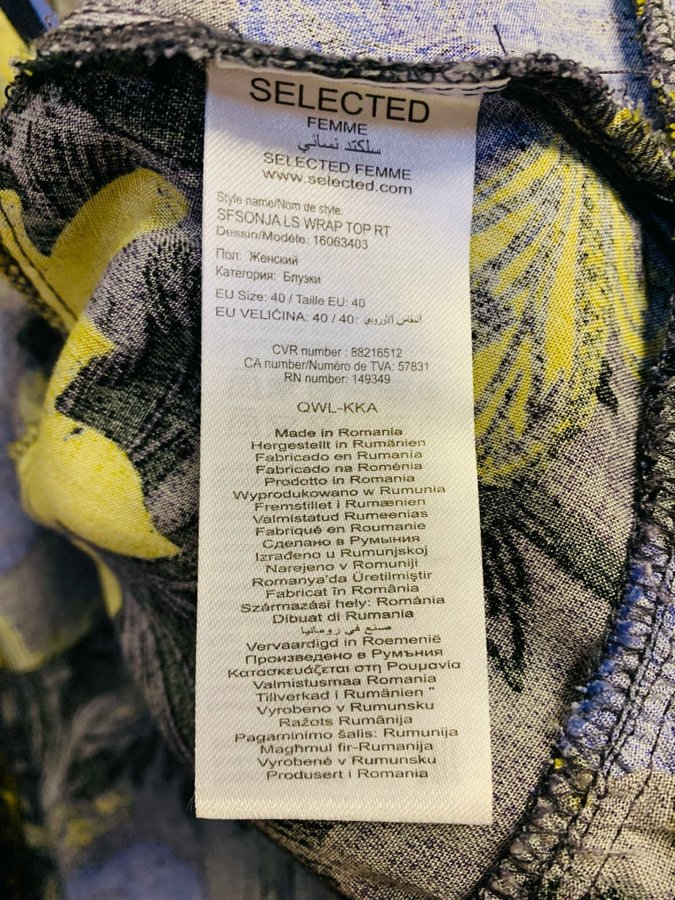 SELECTED
FEMME
سلكتد نسائي
SELECTED FEMME
www.selected.com
Style name/Nom de style:
SFSONJA LS WRAP TOP RT
Dessin/Modèle: 16063403
Пол: Женский
Категория: Блузки
EU Size: 40 / Taille EU: 40
EU VELIČINA: 40 / 40 :المقاس الأوروبي
CVR number : 88216512
CA number/Numéro de TVA: 57831
RN number: 149349
QWL-KKA
Made in Romania
Hergestellt in Rumänien
Fabricado en Rumania
Fabricado na Roménia
Prodotto in Romania
Wyprodukowano w Rumunia
Fremstillet i Rumænien
Valmistatud Rumeenias
Fabriqué en Roumanie
Сделано в Румыния
Izrađeno u Rumunjskoj
Narejeno v Romuniji
Romanya'da Üretilmiştir
Fabricat în România
Származási hely: Románia
Dibuat di Rumania
صنع في رومانيا
Vervaardigd in Roemenië
Произведено в Румъния
Κατασκευάζεται στη Ρουμανία
Valmistusmaa Romania
Tillverkad i Rumänien "
Vyrobeno v Rumunsku
Ražots Rumānija
Pagaminimo šalis: Rumunija
Magħmul fir-Rumanija
Vyrobené v Rumunsku
Produsert i Romania